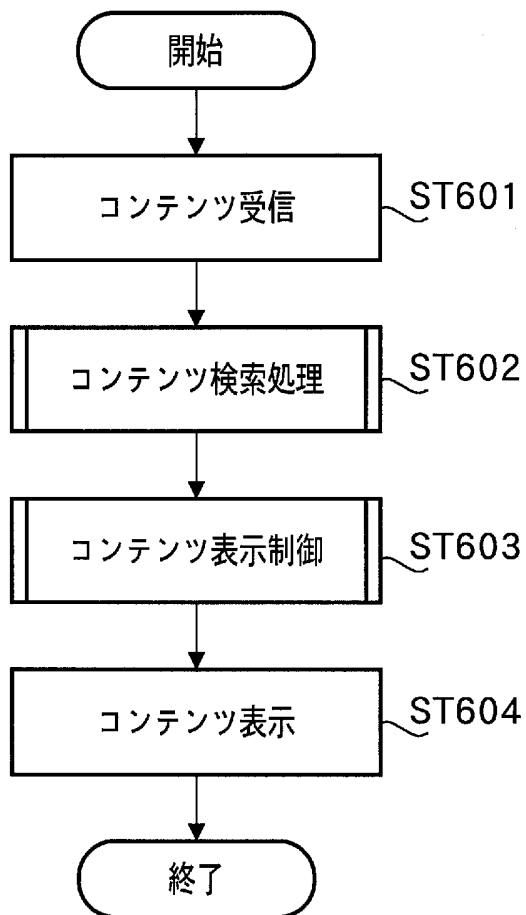 開始
コンテンツ受信
ST601
コンテンツ検索処理
ST602
コンテンツ表示制御
ST603
コンテンツ表示
ST604
終了